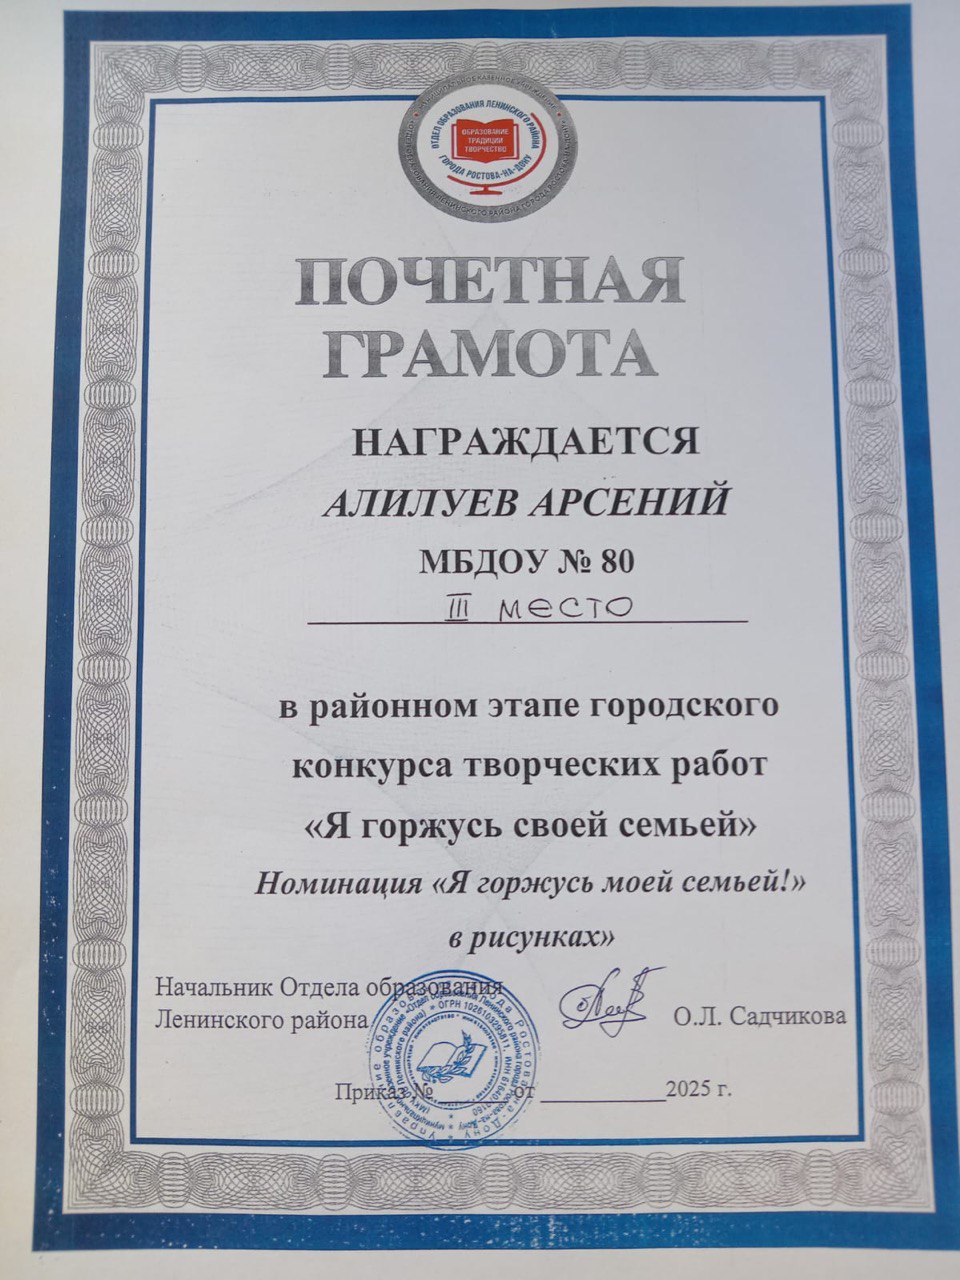 ОТДЕЛ ОБРАЗОВАНИЯ ЛЕНИНСКОГО РАЙОНА
ОБРАЗОВАНИЕ
ТРАДИЦИИ
ТВОРЧЕСТВО
ГОРОДА РОСТОВА-НА-ДОНУ
ПОЧЕТНАЯ
ГРАМОТА
НАГРАЖДАЕТСЯ
АЛИЛУЕВ АРСЕНИЙ
МБДОУ № 80
III место
в районном этапе городского
конкурса творческих работ
«Я горжусь своей семьей»
Номинация «Я горжусь моей семьей!»
в рисунках»
Начальник Отдела образования
Ленинского района
О.Л. Садчикова
Приказ № от 2025 г.